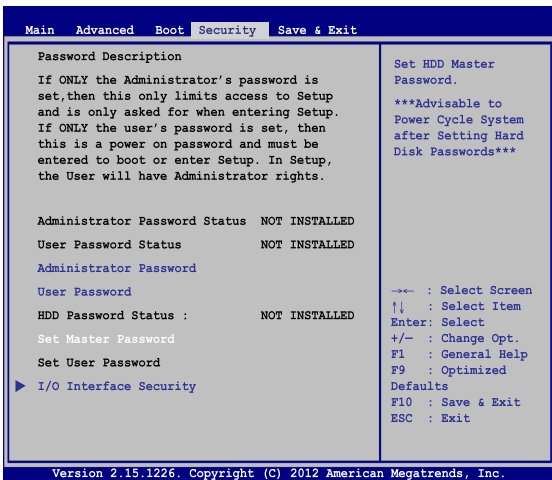 Main Advanced Boot Security Save & Exit
Password Description
If ONLY the Administrator's password is
set,then this only limits access to Setup
and is only asked for when entering Setup.
If ONLY the user's password is set, then
this is a power on password and must be
entered to boot or enter Setup. In Setup,
the User will have Administrator rights.
Administrator Password Status NOT INSTALLED
User Password Status NOT INSTALLED
Administrator Password
User Password
HDD Password Status : NOT INSTALLED
Set Master Password
Set User Password
I/O Interface Security
Set HDD Master
Password.
***Advisable to
Power Cycle System
after Setting Hard
Disk Passwords***
→← : Select Screen
↑↓ : Select Item
Enter: Select
+/— : Change Opt.
F1 : General Help
F9 : Optimized
Defaults
F10 : Save & Exit
ESC : Exit
Version 2.15.1226. Copyright (C) 2012 American Megatrends, Inc.